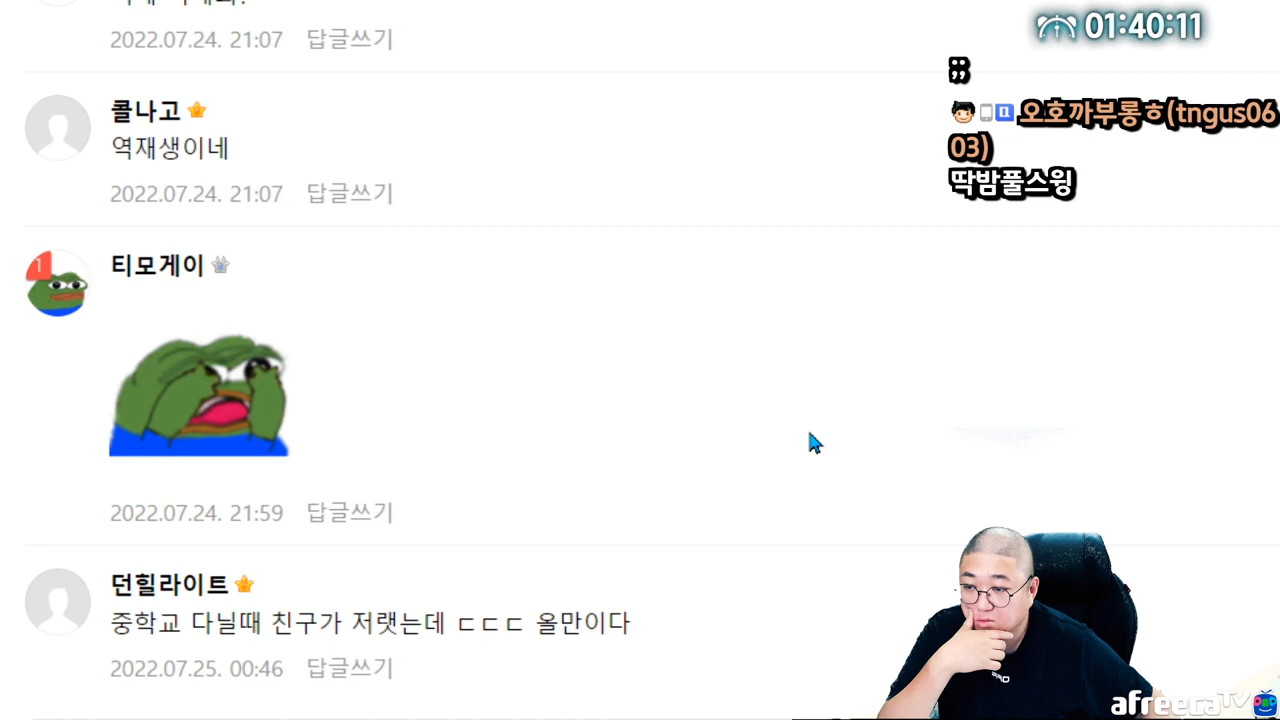 2022.07.24. 21:07 답글쓰기
콜나고
역재생이네
2022.07.24. 21:07 답글쓰기
1
티모게이
2022.07.24. 21:59 답글쓰기
던힐라이트
중학교 다닐때 친구가 저랫는데 ㄷㄷㄷ 올만이다
2022.07.25. 00:46 답글쓰기
01:40:11
;;
오호까부롱ㅎ(tngus06
03)
딱밤풀스윙
afreecaTV